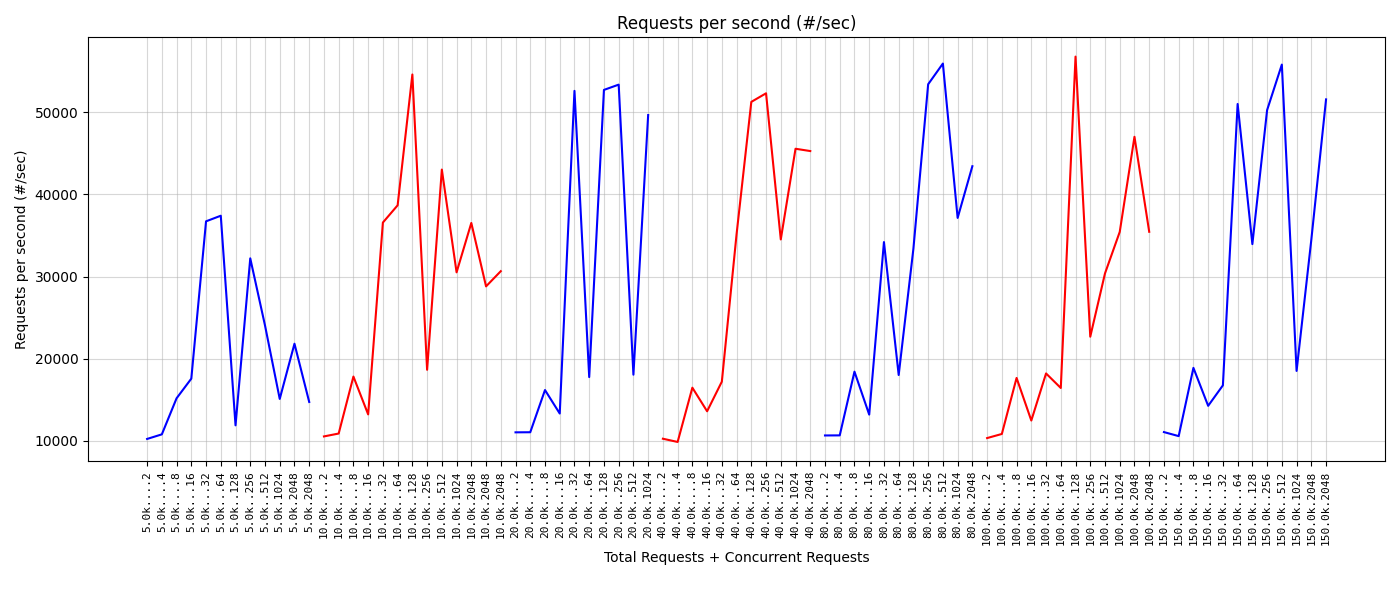 Requests per second (#/sec)
Requests per second (#/sec)
50000
40000
30000
20000
10000
5.0k....2
5.0k....4
5.0k....8
5.0k...16
5.0k...32
5.0k...64
5.0k..128
5.0k..256
5.0k..512
5.0k.1024
5.0k.2048
5.0k.2048
10.0k....2
10.0k....4
10.0k....8
10.0k...16
10.0k...32
10.0k...64
10.0k..128
10.0k..256
10.0k..512
10.0k.1024
10.0k.2048
10.0k.2048
10.0k.2048
20.0k....2
20.0k....4
20.0k....8
20.0k...16
20.0k...32
20.0k...64
20.0k..128
20.0k..256
20.0k..512
20.0k.1024
40.0k....2
40.0k....4
40.0k....8
40.0k...16
40.0k...32
40.0k...64
40.0k..128
40.0k..256
40.0k..512
40.0k.1024
40.0k.2048
80.0k....2
80.0k....4
80.0k....8
80.0k...16
80.0k...32
80.0k...64
80.0k..128
80.0k..256
80.0k..512
80.0k.1024
80.0k.2048
100.0k....2
100.0k....4
100.0k....8
100.0k...16
100.0k...32
100.0k...64
100.0k..128
100.0k..256
100.0k..512
100.0k.1024
100.0k.2048
100.0k.2048
150.0k....2
150.0k....4
150.0k....8
150.0k...16
150.0k...32
150.0k...64
150.0k..128
150.0k..256
150.0k..512
150.0k.1024
150.0k.2048
150.0k.2048
Total Requests + Concurrent Requests